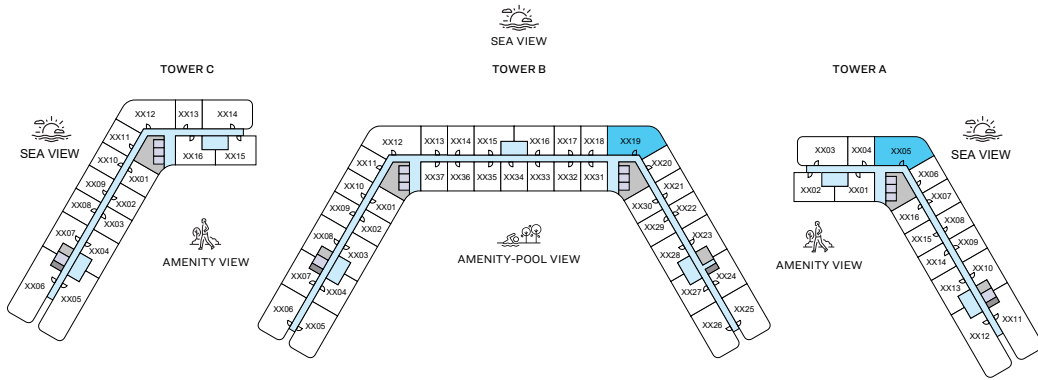 SEA VIEW
TOWER C
TOWER B
TOWER A
XX12
XX13
XX14
XX11
XX10
XX09
XX08
XX07
XX06
XX16
XX15
XX01
XX02
XX03
XX04
XX05
SEA VIEW
AMENITY VIEW
XX12
XX13
XX14
XX15
XX16
XX17
XX18
XX19
XX11
XX10
XX09
XX08
XX07
XX06
XX37
XX36
XX35
XX34
XX33
XX32
XX31
XX01
XX02
XX03
XX04
XX05
XX20
XX21
XX22
XX23
XX24
XX25
XX30
XX29
XX28
XX27
XX26
AMENITY-POOL VIEW
XX03
XX04
XX05
XX02
XX01
XX06
XX07
XX08
XX09
XX10
XX11
XX16
XX15
XX14
XX13
XX12
SEA VIEW
AMENITY VIEW